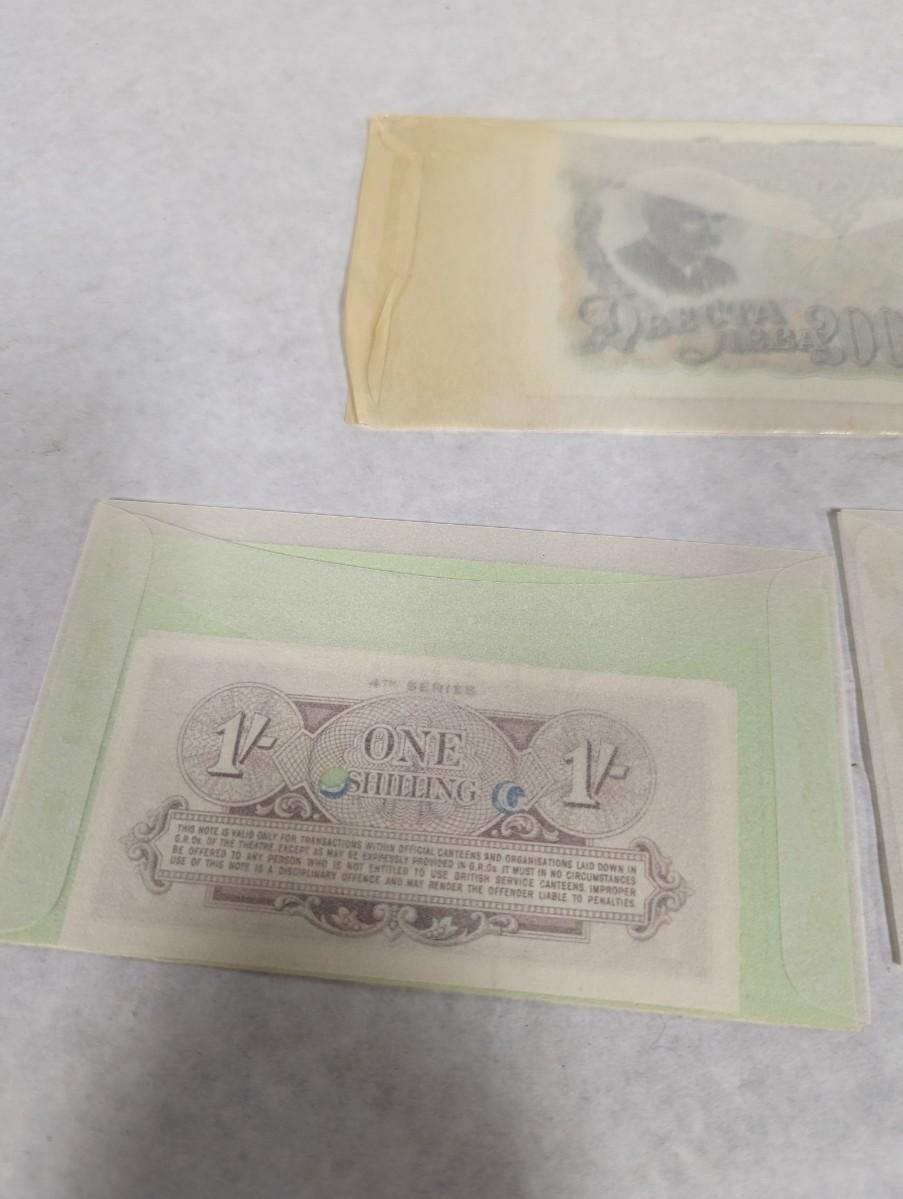 ДВЕСТА
ЛЕВА 200
4TH SERIES
1/- ONE 1/-
SHILLING
THIS NOTE IS VALID ONLY FOR TRANSACTIONS WITHIN OFFICIAL CANTEENS AND ORGANISATIONS LAID DOWN IN
G.R.Os. OF THE THEATRE, EXCEPT AS MAY BE EXPRESSLY PROVIDED IN G.R.Os. IT MUST IN NO CIRCUMSTANCES
BE OFFERED TO ANY PERSON WHO IS NOT ENTITLED TO USE BRITISH SERVICE CANTEENS. IMPROPER
USE OF THIS NOTE IS A DISCIPLINARY OFFENCE AND MAY RENDER THE OFFENDER LIABLE TO PENALTIES.